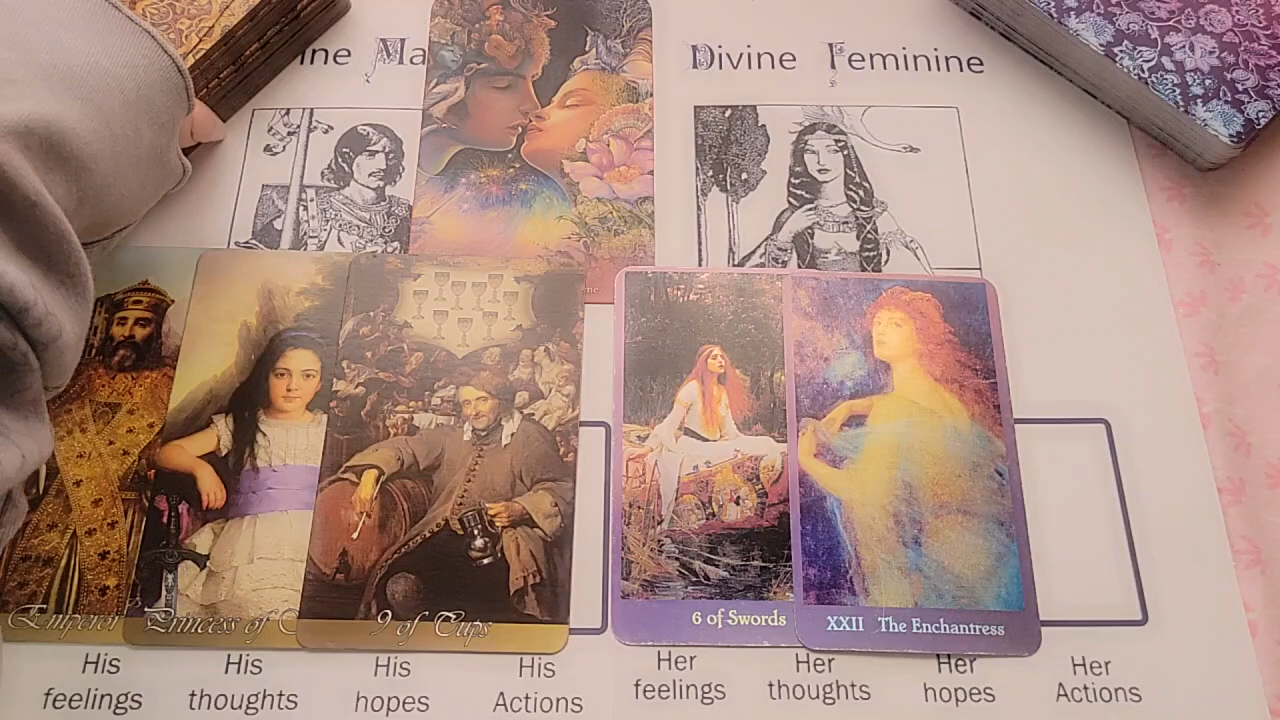 Divine Feminine
Emperor
Princess of
9 of Cups
6 of Swords
XXII The Enchantress
His
feelings
His
thoughts
His
hopes
His
Actions
Her
feelings
Her
thoughts
Her
hopes
Her
Actions